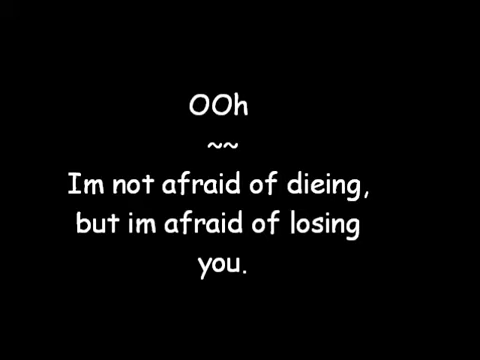 OOh
~~
Im not afraid of dieing,
but im afraid of losing
you.